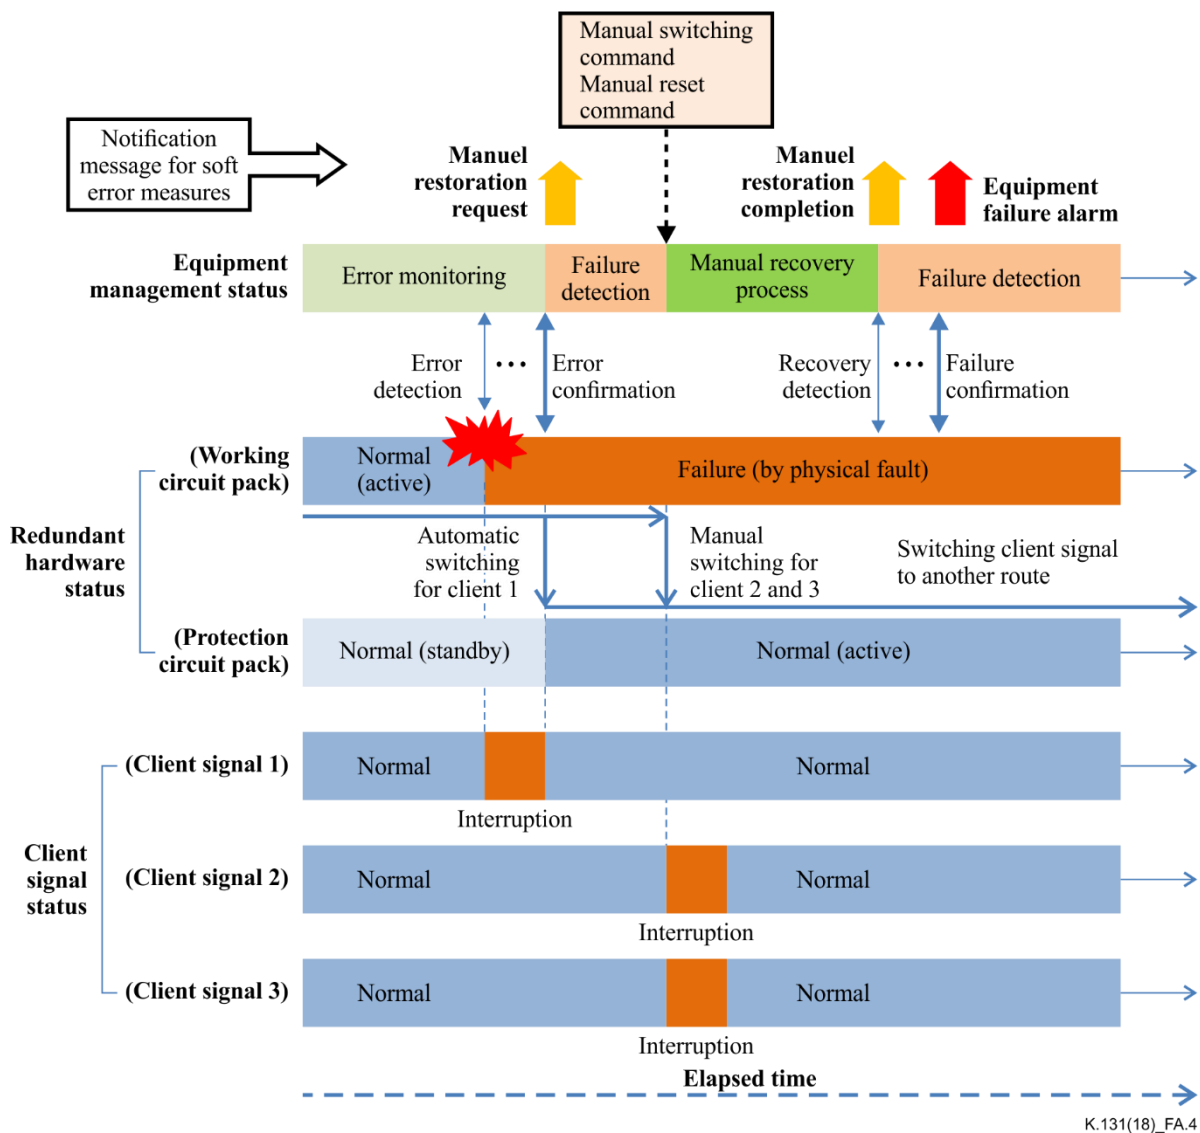 Manual switching
command
Manual reset
command
Notification
message for soft
error measures
Manuel
restoration
request
Manuel
restoration
completion
Equipment
failure alarm
Equipment
management status
Error monitoring
Failure
detection
Manual recovery
process
Failure detection
Error
detection
...
Error
confirmation
Recovery
detection
...
Failure
confirmation
(Working
circuit pack)
Normal
(active)
Failure (by physical fault)
Redundant
hardware
status
Automatic
switching
for client 1
Manual
switching for
client 2 and 3
Switching client signal
to another route
(Protection
circuit pack)
Normal (standby)
Normal (active)
(Client signal 1)
Normal
Normal
Interruption
Client
signal
status
(Client signal 2)
Normal
Normal
Interruption
(Client signal 3)
Normal
Normal
Interruption
Elapsed time
K.131(18)_FA.4